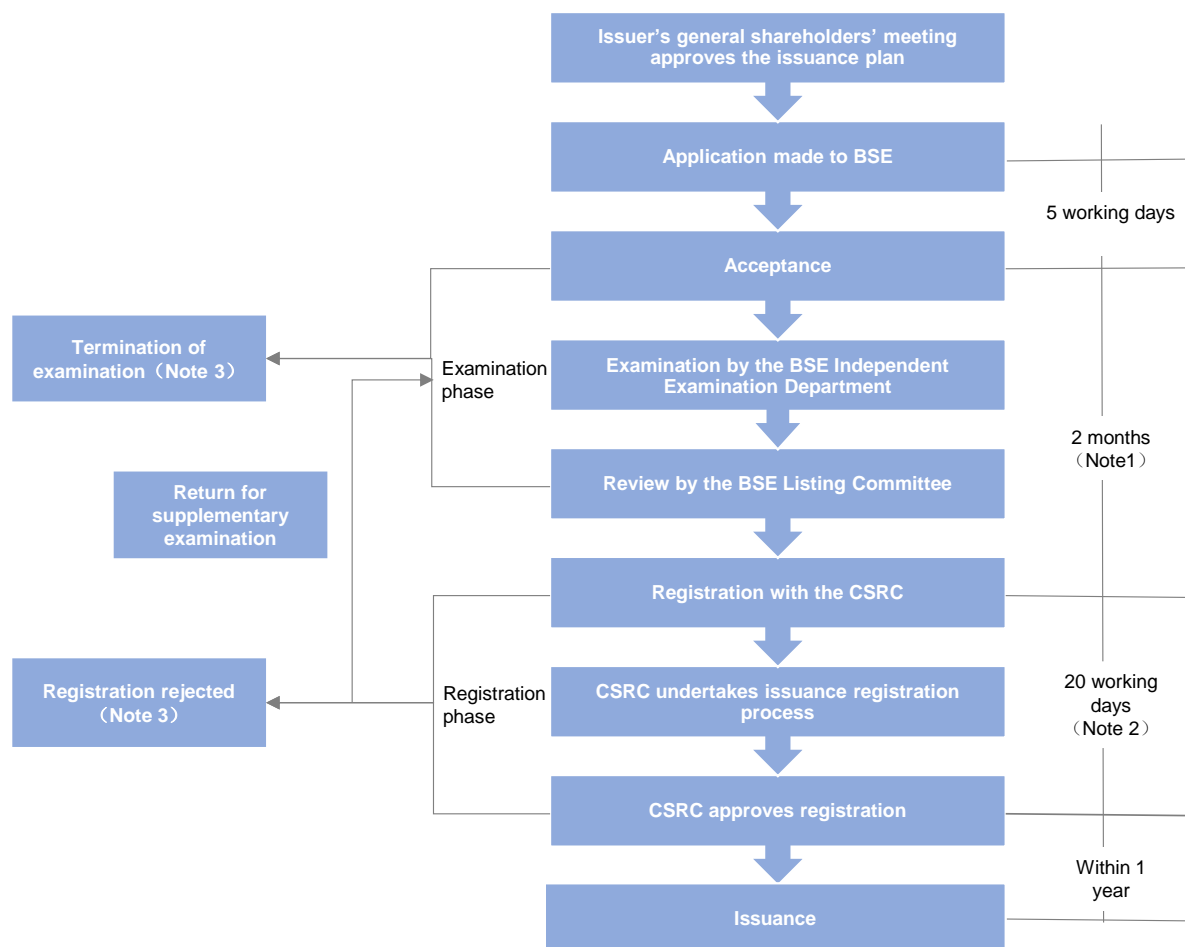 Issuer's general shareholders' meeting
approves the issuance plan
Application made to BSE
5 working days
Acceptance
Termination of
examination（Note 3）
Examination
phase
Examination by the BSE Independent
Examination Department
2 months
（Note1）
Return for
supplementary
examination
Review by the BSE Listing Committee
Registration with the CSRC
Registration rejected
（Note 3）
Registration
phase
CSRC undertakes issuance registration
process
20 working
days
（Note 2）
CSRC approves registration
Within 1
year
Issuance